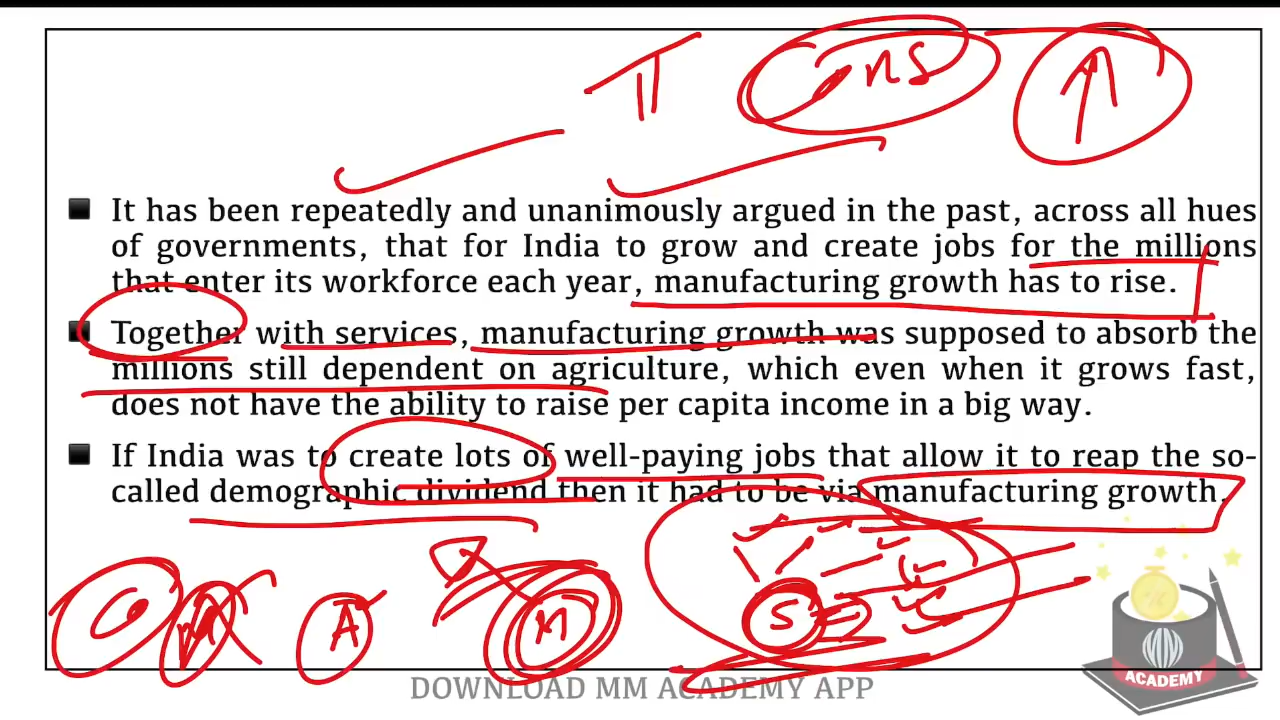 ■ It has been repeatedly and unanimously argued in the past, across all hues
of governments, that for India to grow and create jobs for the millions
that enter its workforce each year, manufacturing growth has to rise.
■ Together with services, manufacturing growth was supposed to absorb the
millions still dependent on agriculture, which even when it grows fast,
does not have the ability to raise per capita income in a big way.
■ If India was to create lots of well-paying jobs that allow it to reap the so-
called demographic dividend then it had to be via manufacturing growth.
A M S
ACADEMY
DOWNLOAD MM ACADEMY APP